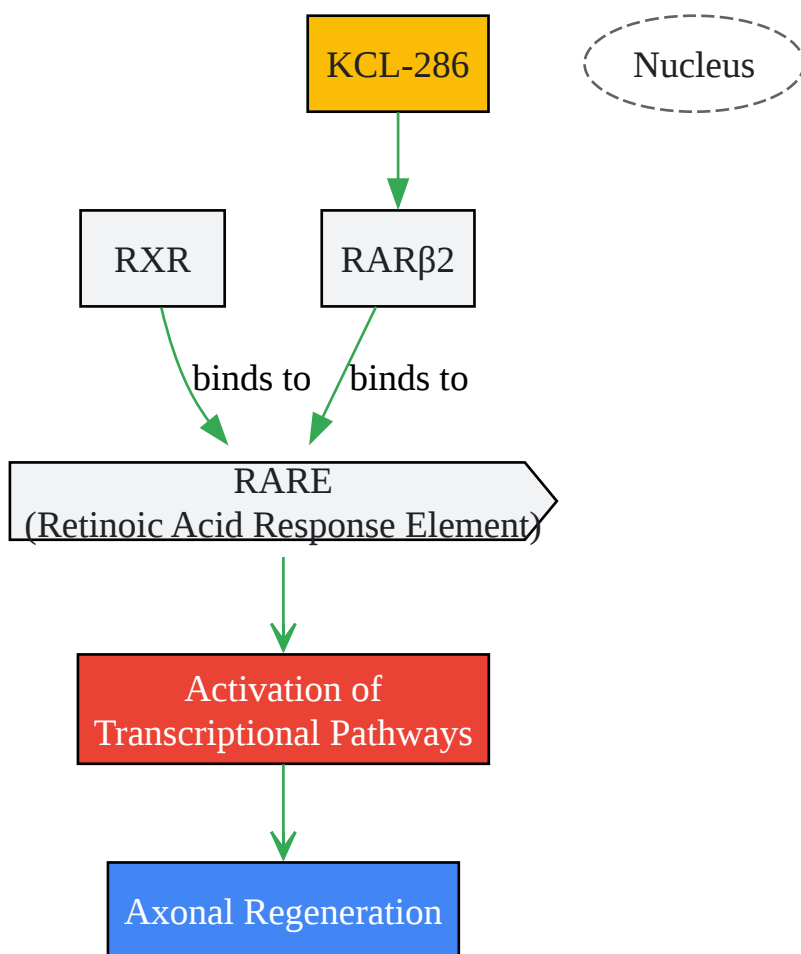 KCL-286
Nucleus
RXR
RARβ2
binds to
binds to
RARE
(Retinoic Acid Response Element)
Activation of
Transcriptional Pathways
Axonal Regeneration